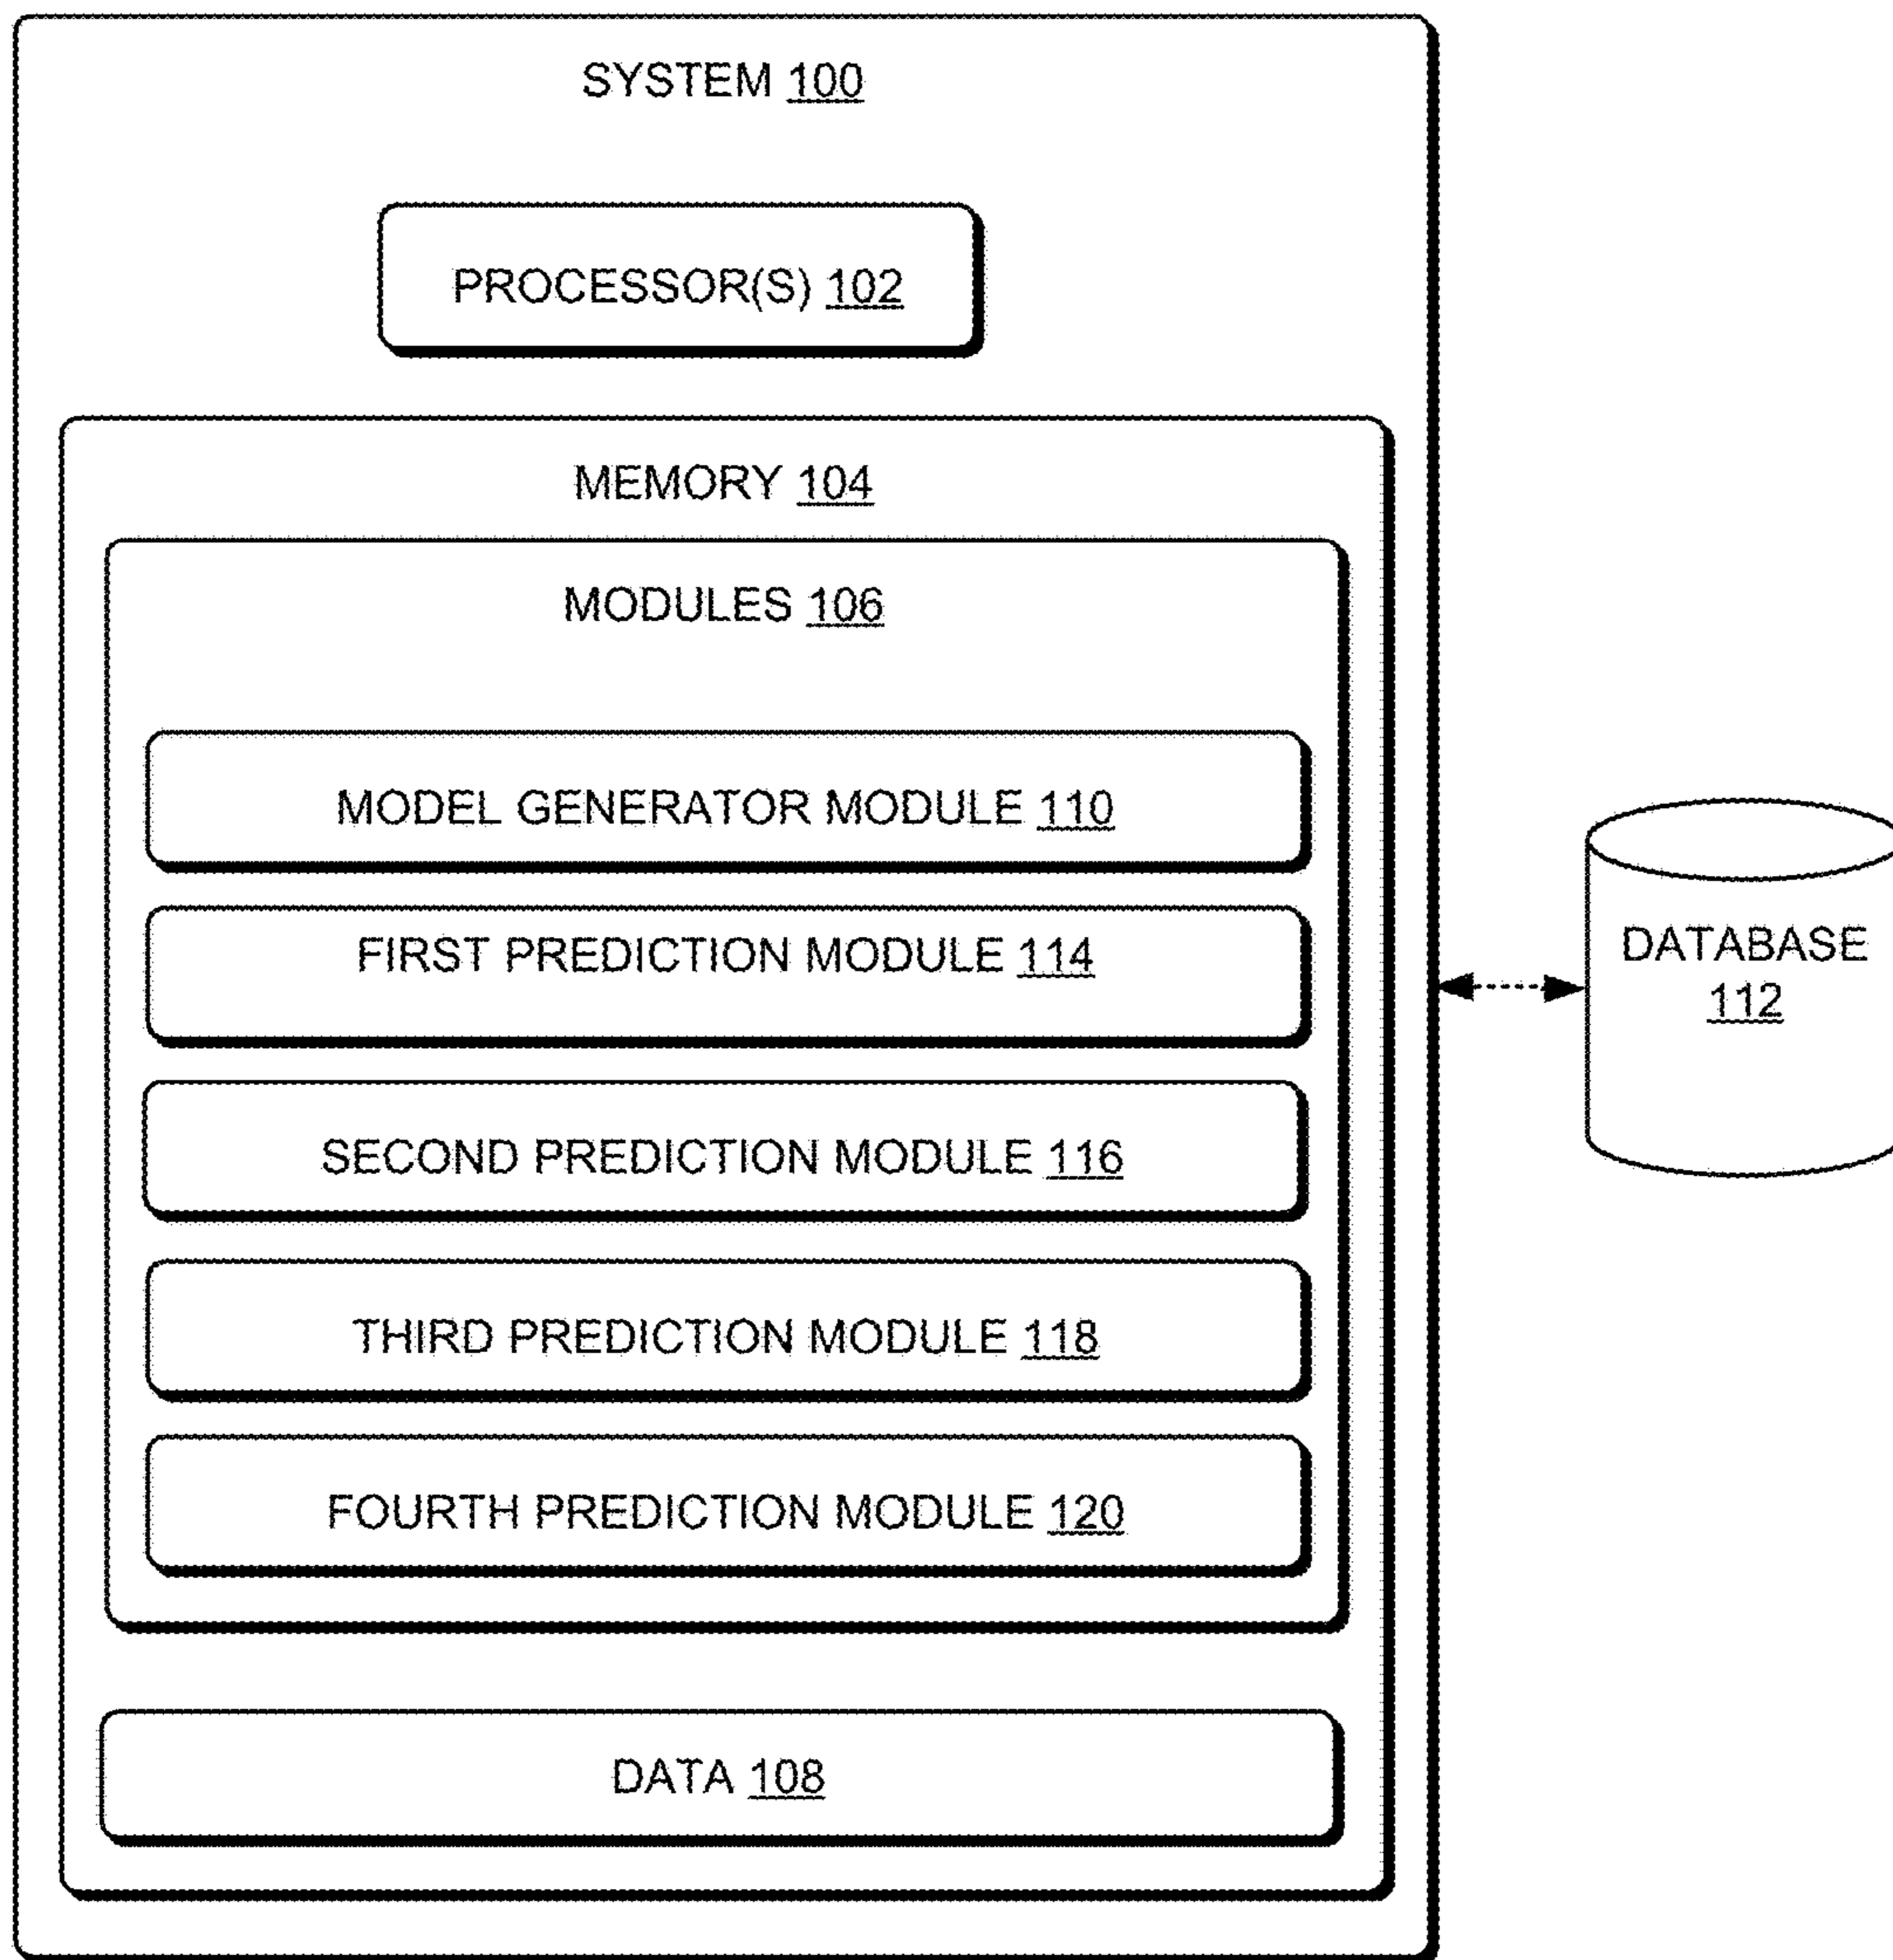 SYSTEM 100
PROCESSOR(S) 102
MEMORY 104
MODULES 106
MODEL GENERATOR MODULE 110
FIRST PREDICTION MODULE 114
SECOND PREDICTION MODULE 116
THIRD PREDICTION MODULE 118
FOURTH PREDICTION MODULE 120
DATA 108
DATABASE
112